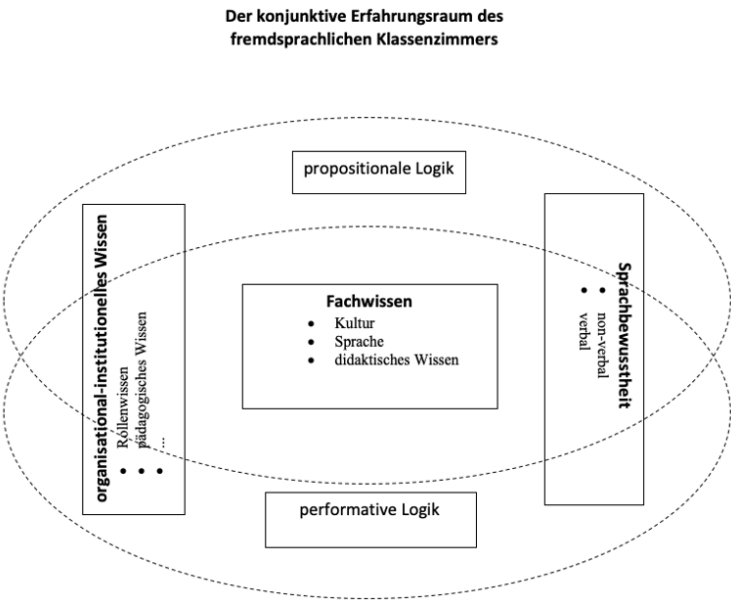 Der konjunktive Erfahrungsraum des
fremdsprachlichen Klassenzimmers
propositionale Logik
organisational-institutionelles Wissen
• Rollenwissen
• pädagogisches Wissen
• ...
Fachwissen
• Kultur
• Sprache
• didaktisches Wissen
Sprachbewusstheit
• non-verbal
• verbal
performative Logik